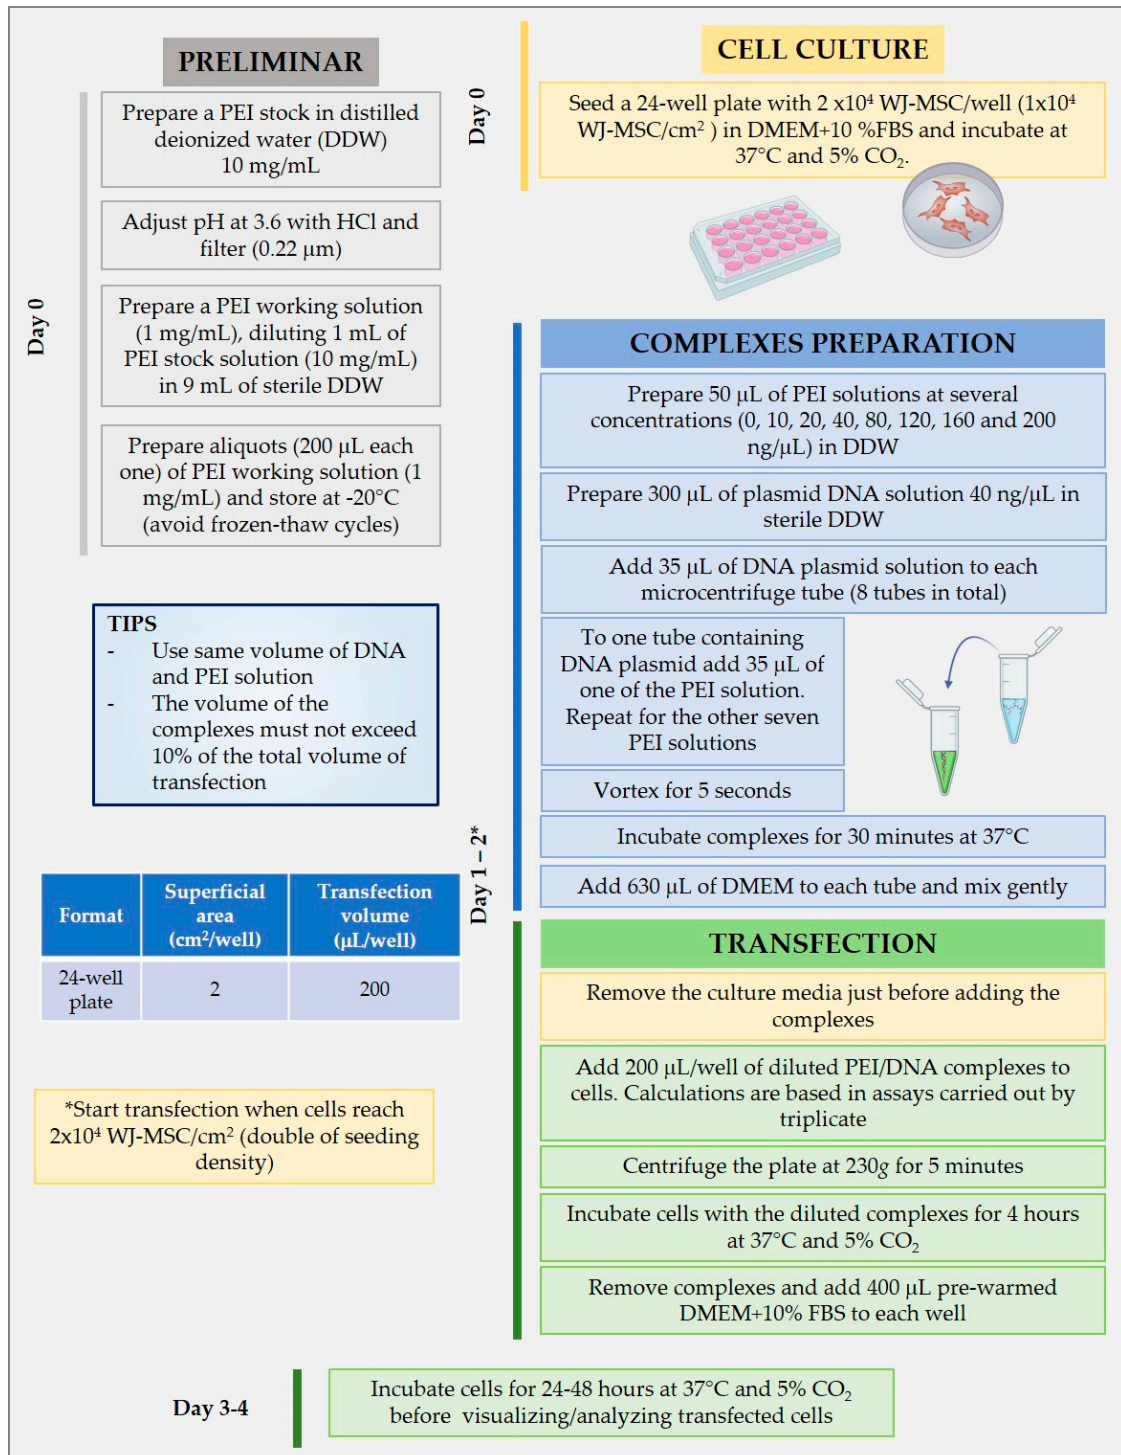 PRELIMINAR
Day 0
Prepare a PEI stock in distilled
deionized water (DDW)
10 mg/mL
Adjust pH at 3.6 with HCl and
filter (0.22 μm)
Prepare a PEI working solution
(1 mg/mL), diluting 1 mL of
PEI stock solution (10 mg/mL)
in 9 mL of sterile DDW
Prepare aliquots (200 μL each
one) of PEI working solution (1
mg/mL) and store at -20°C
(avoid frozen-thaw cycles)
TIPS
- Use same volume of DNA
and PEI solution
- The volume of the
complexes must not exceed
10% of the total volume of
transfection
Format
Superficial
area
(cm²/well)
Transfection
volume
(μL/well)
24-well
plate
2
200
*Start transfection when cells reach
2x10⁴ WJ-MSC/cm² (double of seeding
density)
CELL CULTURE
Day 0
Seed a 24-well plate with 2 x10⁴ WJ-MSC/well (1x10⁴
WJ-MSC/cm² ) in DMEM+10 %FBS and incubate at
37°C and 5% CO₂.
Day 1 – 2*
COMPLEXES PREPARATION
Prepare 50 μL of PEI solutions at several
concentrations (0, 10, 20, 40, 80, 120, 160 and 200
ng/μL) in DDW
Prepare 300 μL of plasmid DNA solution 40 ng/μL in
sterile DDW
Add 35 μL of DNA plasmid solution to each
microcentrifuge tube (8 tubes in total)
To one tube containing
DNA plasmid add 35 μL of
one of the PEI solution.
Repeat for the other seven
PEI solutions
Vortex for 5 seconds
Incubate complexes for 30 minutes at 37°C
Add 630 μL of DMEM to each tube and mix gently
TRANSFECTION
Remove the culture media just before adding the
complexes
Add 200 μL/well of diluted PEI/DNA complexes to
cells. Calculations are based in assays carried out by
triplicate
Centrifuge the plate at 230g for 5 minutes
Incubate cells with the diluted complexes for 4 hours
at 37°C and 5% CO₂
Remove complexes and add 400 μL pre-warmed
DMEM+10% FBS to each well
Day 3-4
Incubate cells for 24-48 hours at 37°C and 5% CO₂
before visualizing/analyzing transfected cells